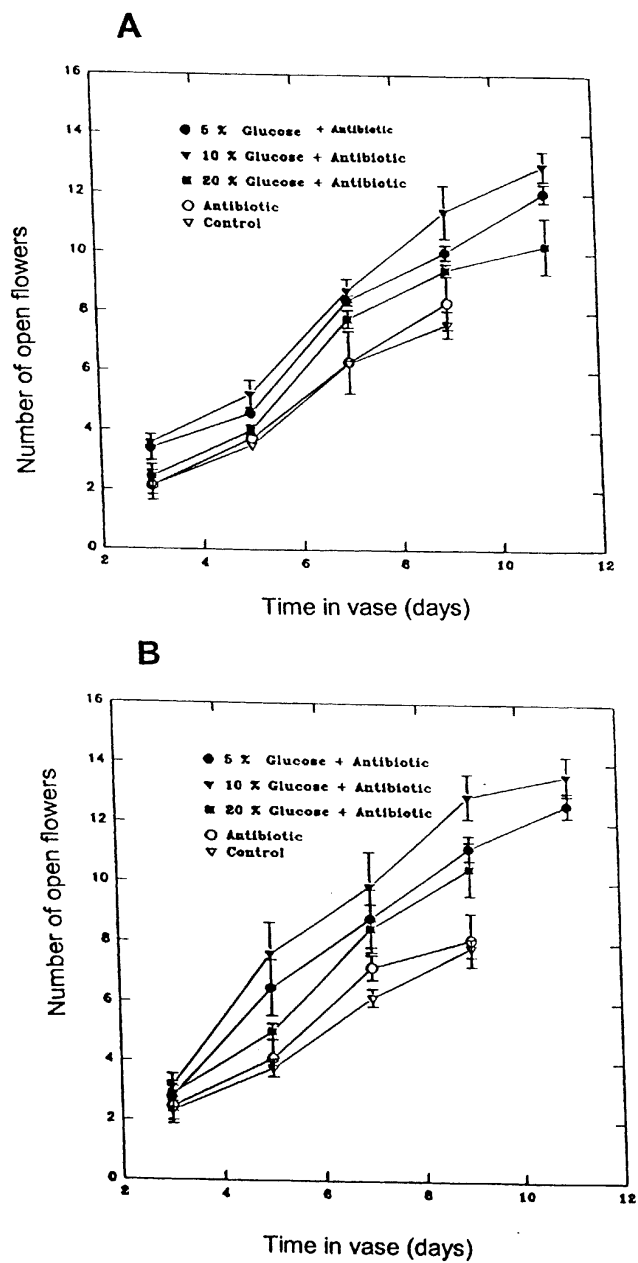 A
16
14
12
10
8
6
4
2
0
● 5 % Glucose + Antibiotic
▼ 10 % Glucose + Antibiotic
■ 20 % Glucose + Antibiotic
○ Antibiotic
▽ Control
Number of open flowers
2 4 6 8 10 12
Time in vase (days)
B
16
14
12
10
8
6
4
2
0
● 5 % Glucose + Antibiotic
▼ 10 % Glucose + Antibiotic
■ 20 % Glucose + Antibiotic
○ Antibiotic
▽ Control
Number of open flowers
2 4 6 8 10 12
Time in vase (days)